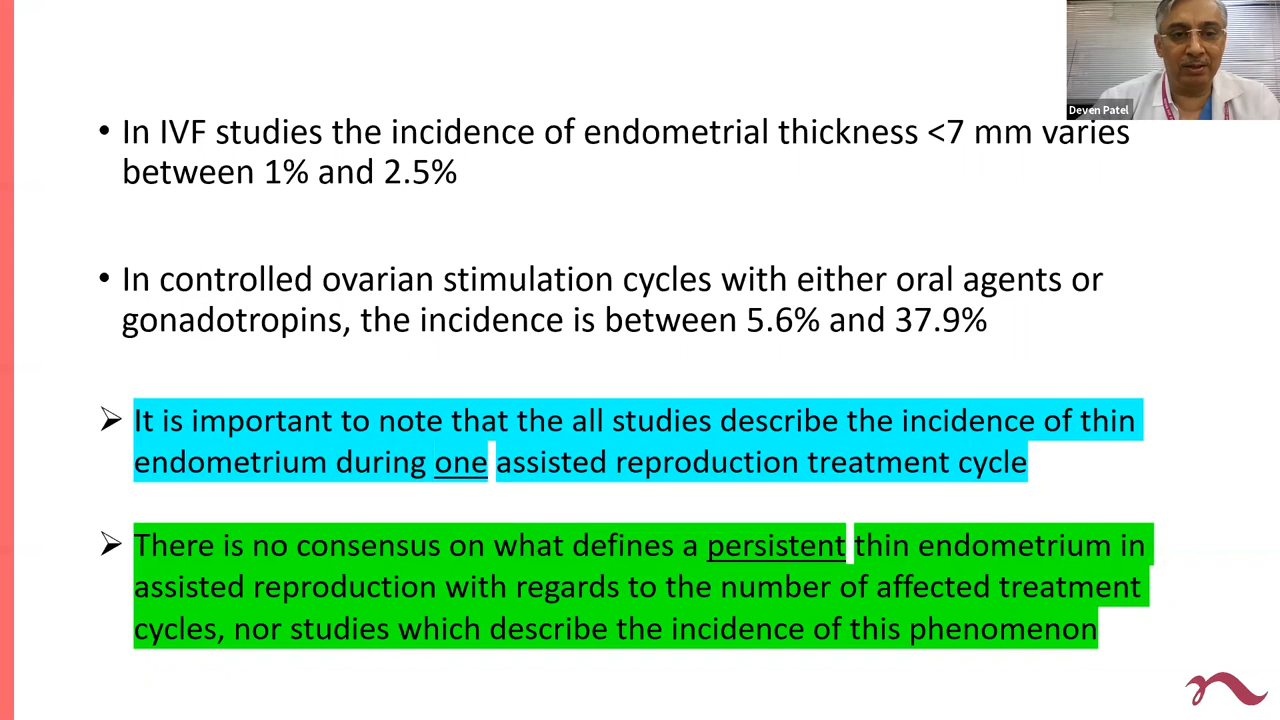 Deven Patel
• In IVF studies the incidence of endometrial thickness <7 mm varies
between 1% and 2.5%
• In controlled ovarian stimulation cycles with either oral agents or
gonadotropins, the incidence is between 5.6% and 37.9%
➢ It is important to note that the all studies describe the incidence of thin
endometrium during one assisted reproduction treatment cycle
➢ There is no consensus on what defines a persistent thin endometrium in
assisted reproduction with regards to the number of affected treatment
cycles, nor studies which describe the incidence of this phenomenon